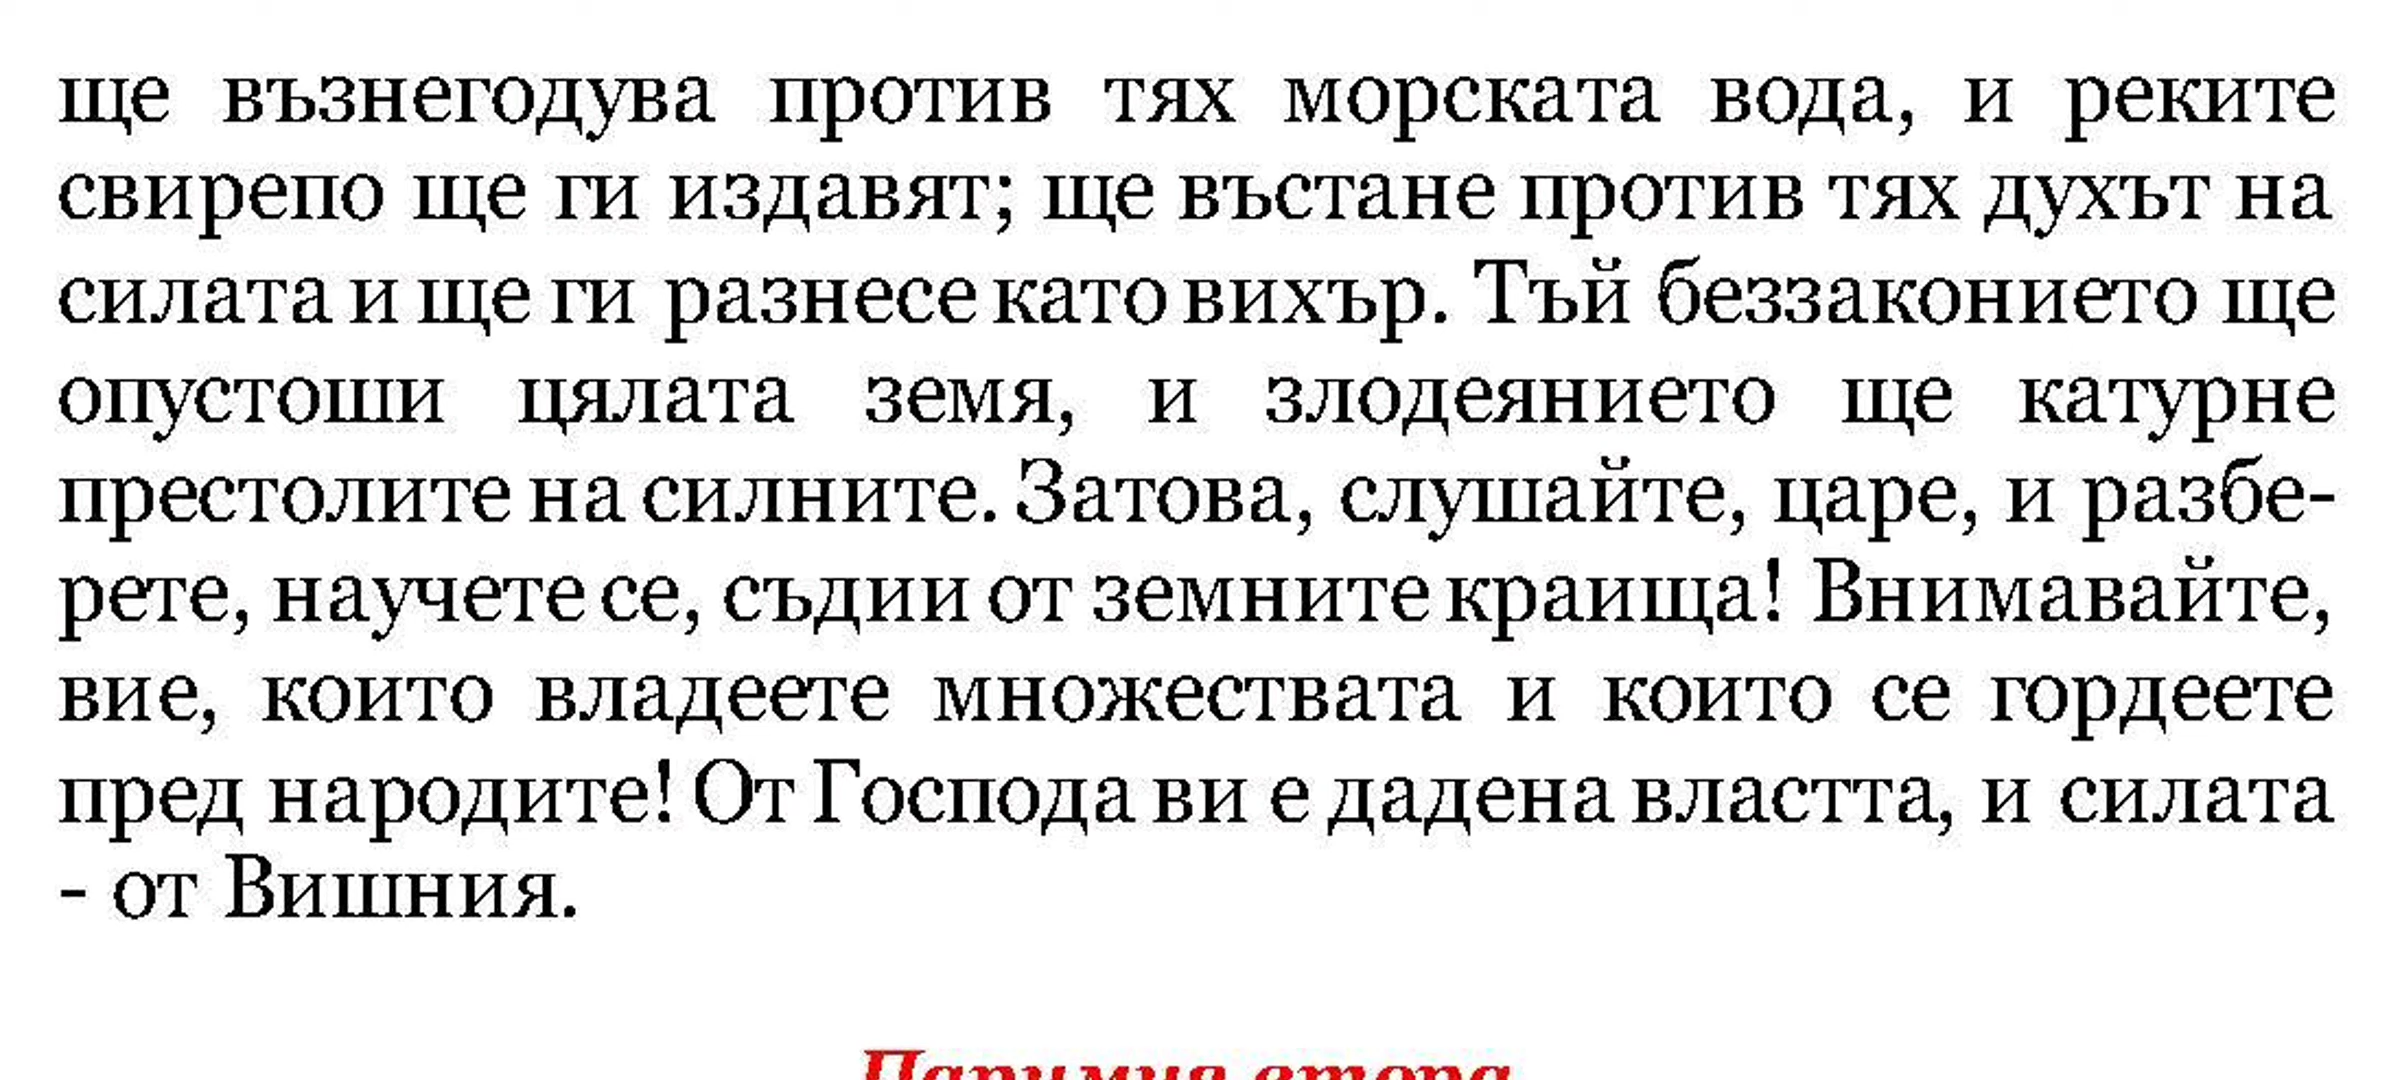 ще възнегодува против тях морската вода, и реките
свирепо ще ги издавят; ще въстане против тях духът на
силата и ще ги разнесе като вихър. Тъй беззаконието ще
опустоши цялата земя, и злодеянието ще катурне
престолите на силните. Затова, слушайте, царе, и разбе-
рете, научете се, съдии от земните краища! Внимавайте,
вие, които владеете множествата и които се гордеете
пред народите! От Господа ви е дадена властта, и силата
- от Вишния.
Паримия втора